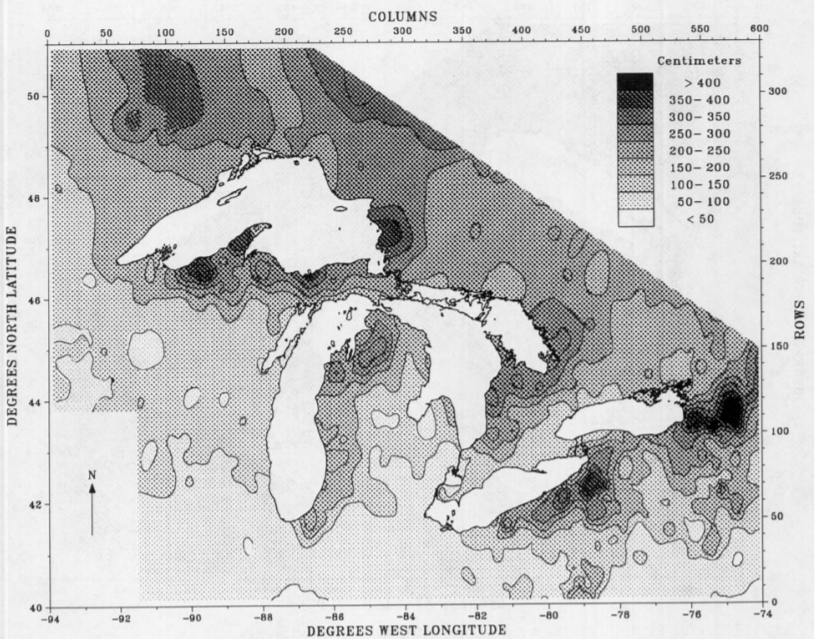 COLUMNS
0 50 100 150 200 250 300 350 400 450 500 550 600
Centimeters
> 400
350-400
300-350
250-300
200-250
150-200
100-150
50-100
< 50
DEGREES NORTH LATITUDE
50
48
46
44
42
40
N
300
250
200
150
100
50
0
ROWS
-94 -92 -90 -88 -86 -84 -82 -80 -78 -76 -74
DEGREES WEST LONGITUDE